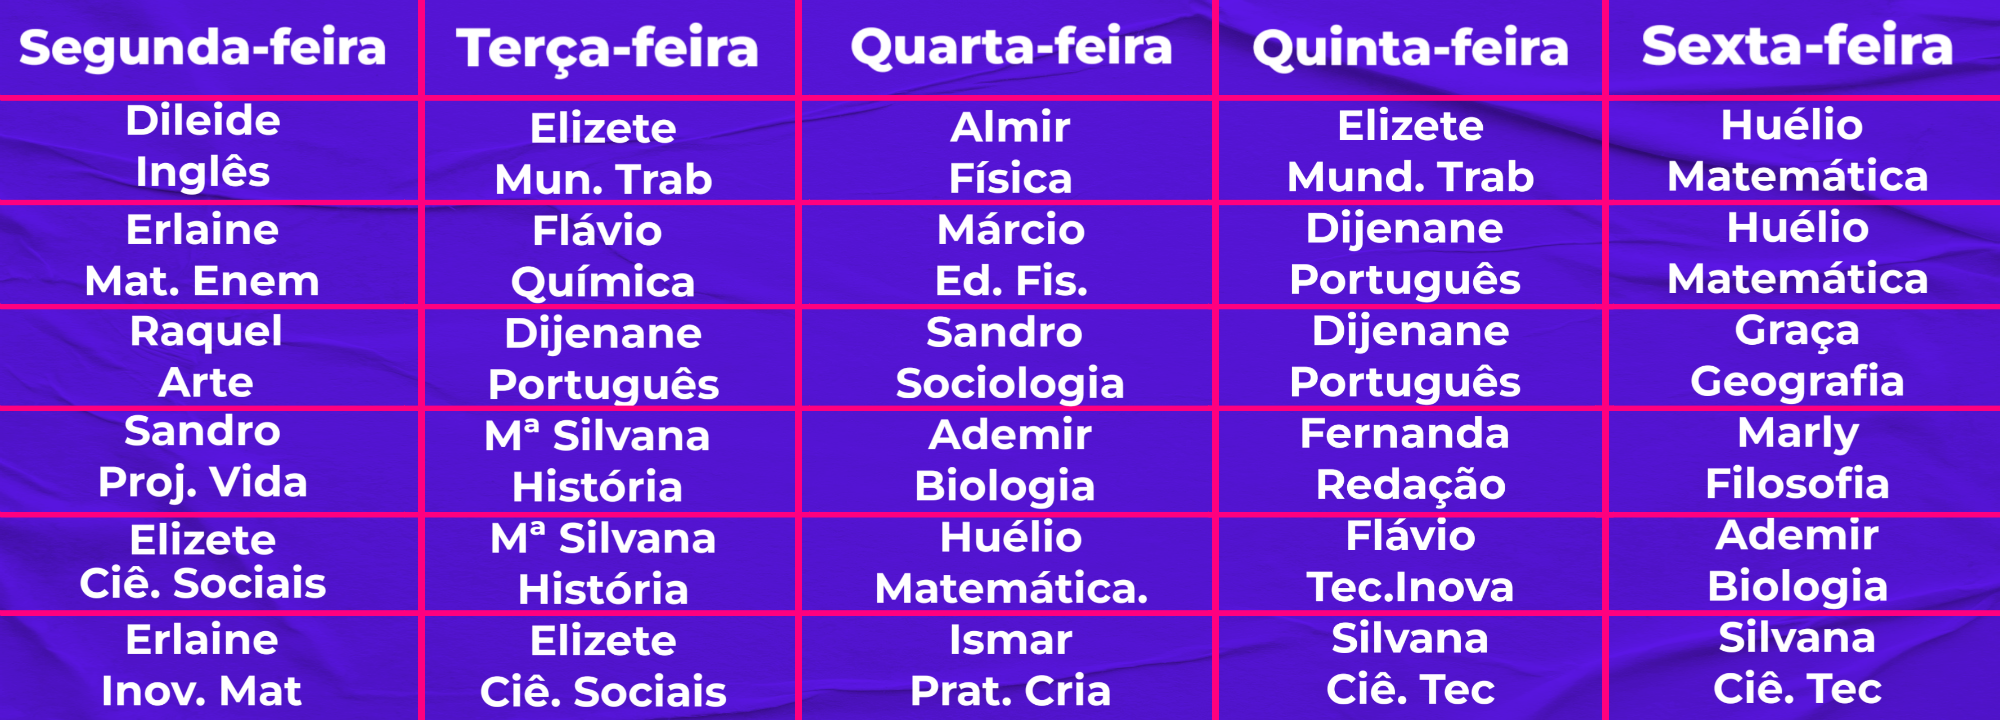 Segunda-feira Terça-feira Quarta-feira Quinta-feira Sexta-feira
Dileide Elizete Almir Elizete Huélio
Inglês Mun. Trab Física Mund. Trab Matemática
Erlaine Flávio Márcio Dijenane Huélio
Mat. Enem Química Ed. Fis. Português Matemática
Raquel Dijenane Sandro Dijenane Graça
Arte Português Sociologia Português Geografia
Sandro Mª Silvana Ademir Fernanda Marly
Proj. Vida História Biologia Redação Filosofia
Elizete Mª Silvana Huélio Flávio Ademir
Ciê. Sociais História Matemática. Tec.Inova Biologia
Erlaine Elizete Ismar Silvana Silvana
Inov. Mat Ciê. Sociais Prat. Cria Ciê. Tec Ciê. Tec